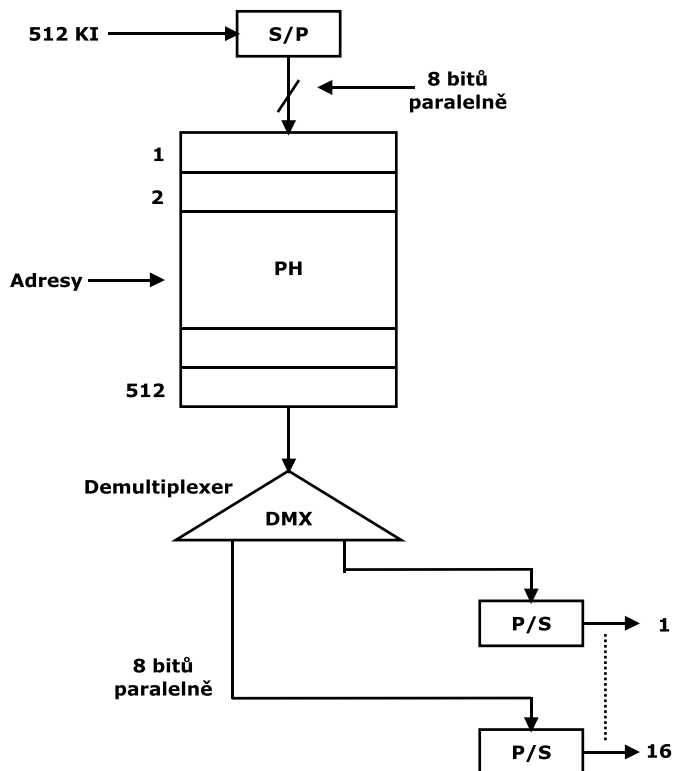 512 KI
S/P
8 bitů
paralelně
1
2
Adresy
PH
512
Demultiplexer
DMX
P/S
1
8 bitů
paralelně
P/S
16